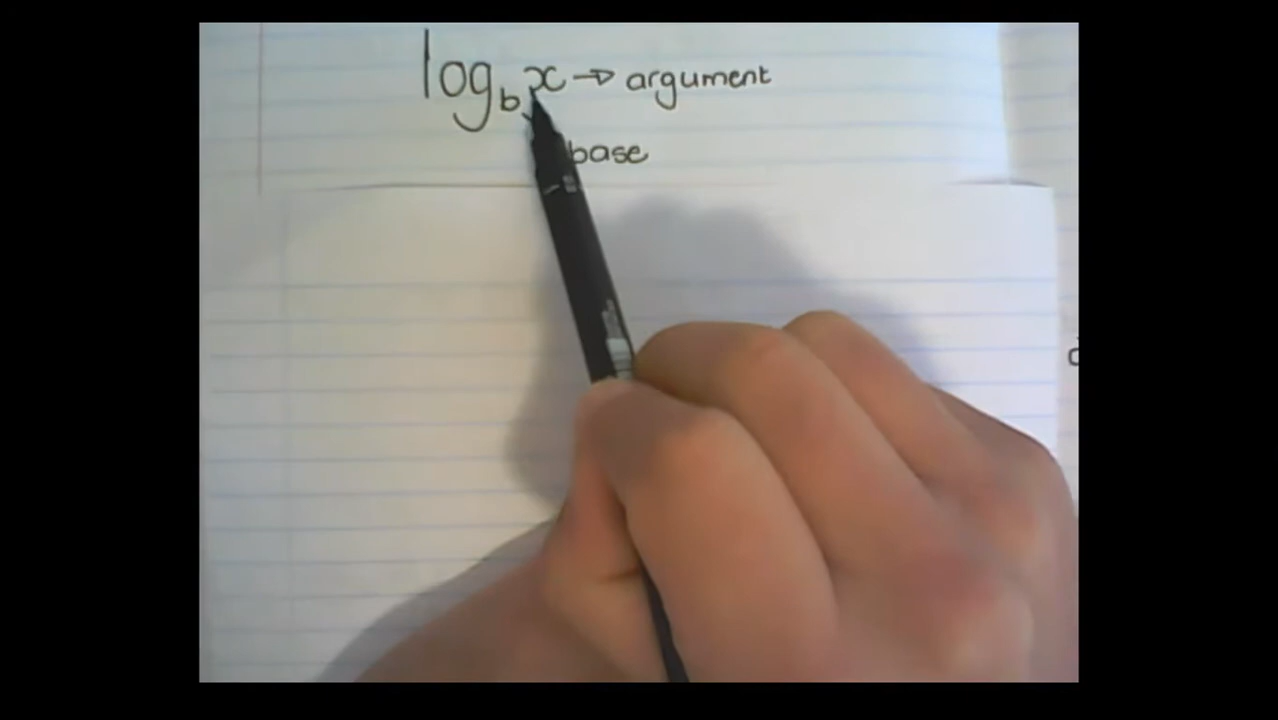 log_b x → argument
base